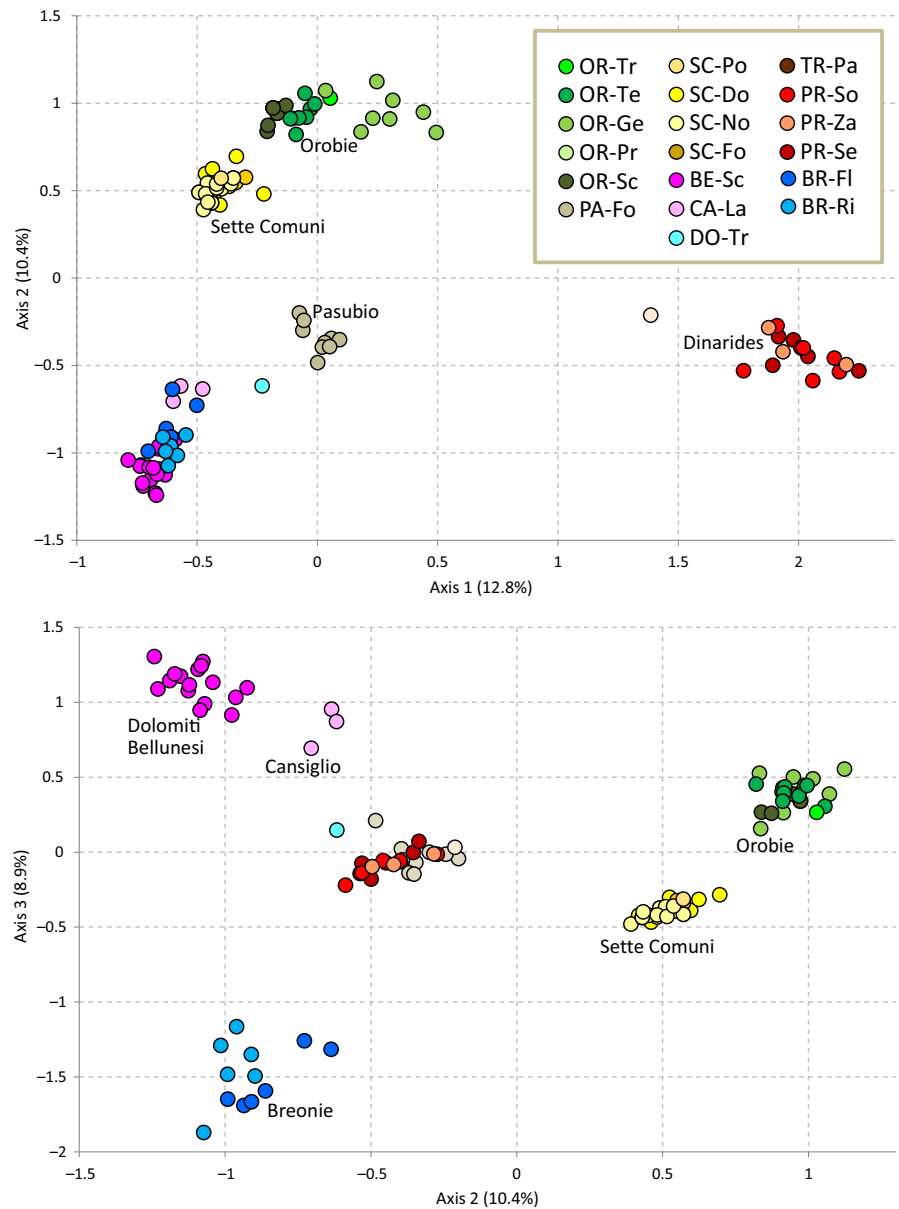 1.5
1
0.5
0
−0.5
−1
−1.5
Axis 2 (10.4%)
−1 −0.5 0 0.5 1 1.5 2
Axis 1 (12.8%)
Orobie
Sette Comuni
Pasubio
Dinarides
OR-Tr SC-Po TR-Pa
OR-Te SC-Do PR-So
OR-Ge SC-No PR-Za
OR-Pr SC-Fo PR-Se
OR-Sc BE-Sc BR-Fl
PA-Fo CA-La BR-Ri
DO-Tr
1.5
1
0.5
0
−0.5
−1
−1.5
−2
Axis 3 (8.9%)
−1.5 −1 −0.5 0 0.5 1
Axis 2 (10.4%)
Dolomiti
Bellunesi
Cansiglio
Orobie
Sette Comuni
Breonie